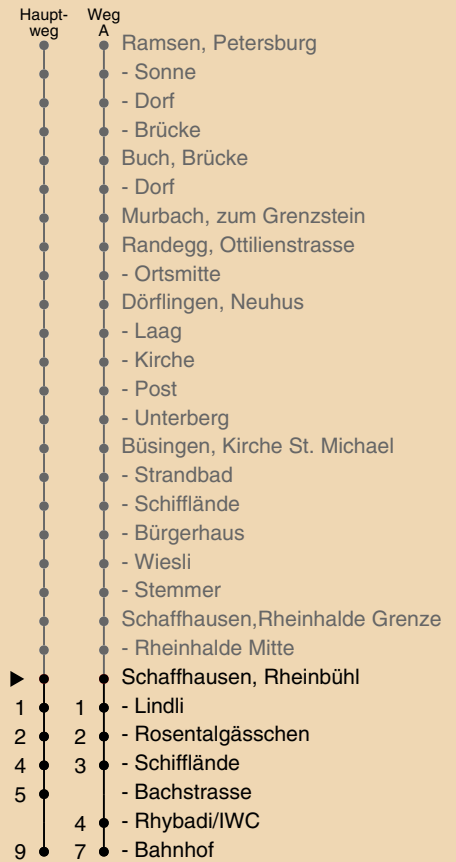 Haupt- Weg
weg A
Ramsen, Petersburg
- Sonne
- Dorf
- Brücke
Buch, Brücke
- Dorf
Murbach, zum Grenzstein
Randegg, Ottilienstrasse
- Ortsmitte
Dörflingen, Neuhus
- Laag
- Kirche
- Post
- Unterberg
Büsingen, Kirche St. Michael
- Strandbad
- Schifflände
- Bürgerhaus
- Wiesli
- Stemmer
Schaffhausen,Rheinhalde Grenze
- Rheinhalde Mitte
Schaffhausen, Rheinbühl
1 1 - Lindli
2 2 - Rosentalgässchen
4 3 - Schifflände
5 - Bachstrasse
4 - Rhybadi/IWC
9 7 - Bahnhof